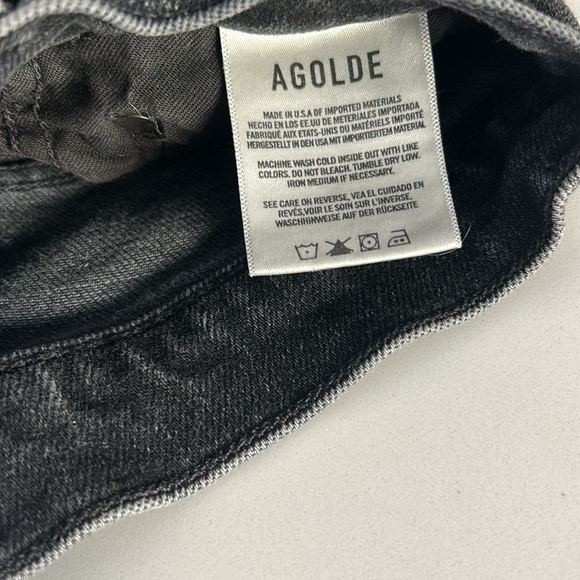 AGOLDE
MADE IN U.S.A OF IMPORTED MATERIALS
HECHO EN LOS EE.UU DE METERIALES IMPORTADA
FABRIQUÉ AUX ETATS-UNIS DU MATÉRIELS IMPORTÉ
HERGESTELLT IN DEN USA MIT IMPORTIERTEM MATERIAL
MACHINE WASH COLD INSIDE OUT WITH LIKE
COLORS. DO NOT BLEACH. TUMBLE DRY LOW.
IRON MEDIUM IF NECESSARY.
SEE CARE ON REVERSE, VEA EL CUIDADO EN
REVÉS,VOIR LE SOIN SUR L'INVERSE,
WASCHHINWEISE AUF DER RÜCKSEITE